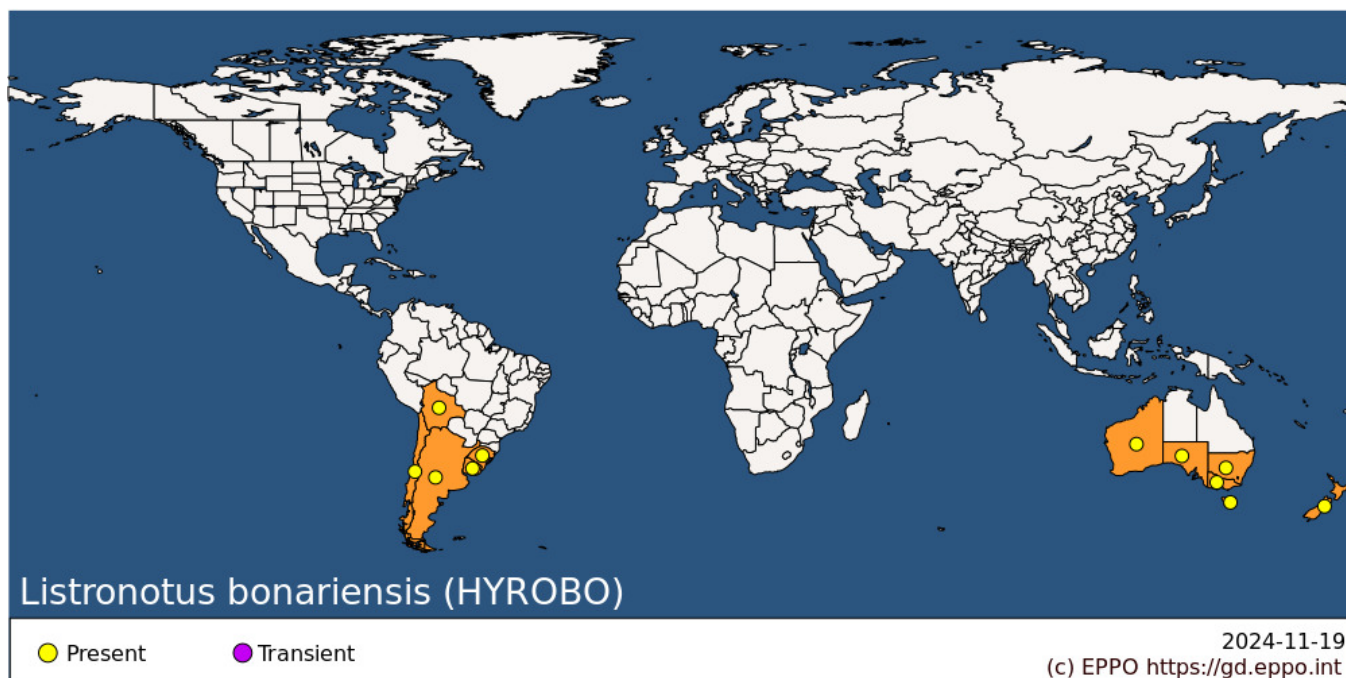 Listronotus bonariensis (HYROBO)
Present
Transient
2024-11-19
(c) EPPO https://gd.eppo.int